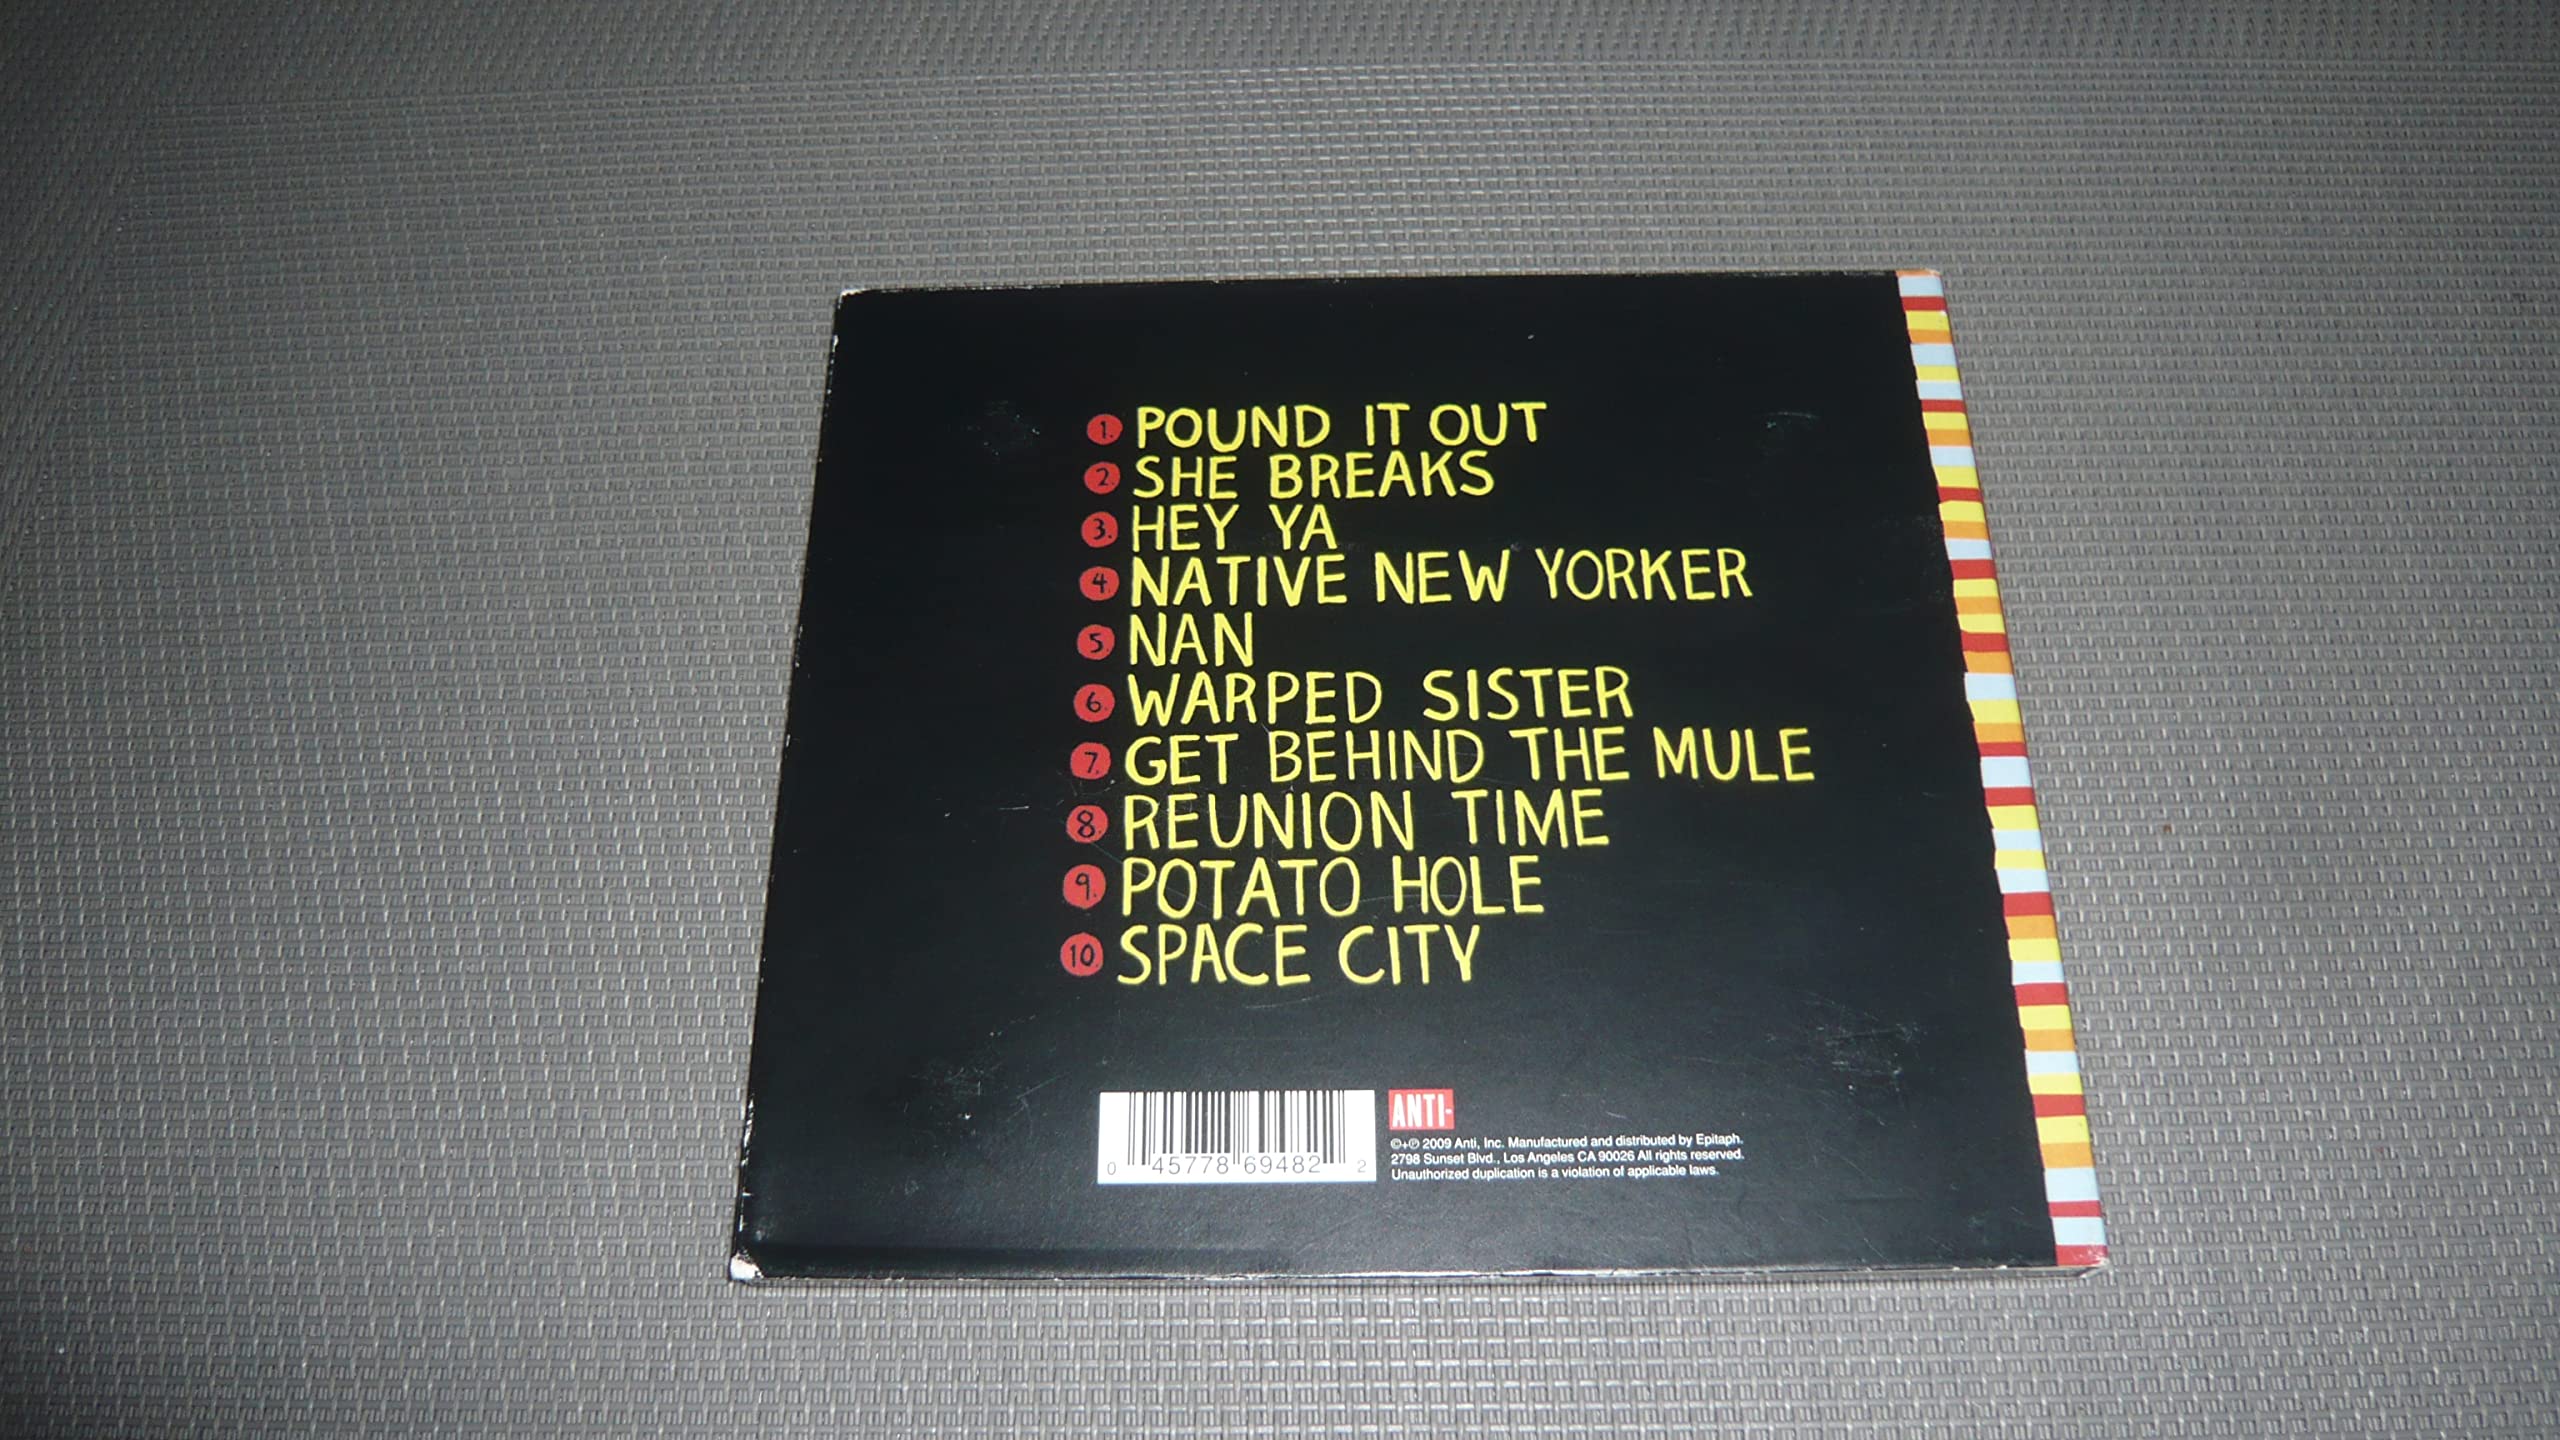 1. POUND IT OUT
2. SHE BREAKS
3. HEY YA
4. NATIVE NEW YORKER
5. NAN
6. WARPED SISTER
7. GET BEHIND THE MULE
8. REUNION TIME
9. POTATO HOLE
10. SPACE CITY
ANTI-
©+℗ 2009 Anti, Inc. Manufactured and distributed by Epitaph.
2798 Sunset Blvd., Los Angeles CA 90026 All rights reserved.
Unauthorized duplication is a violation of applicable laws.
0 45778 69482 2